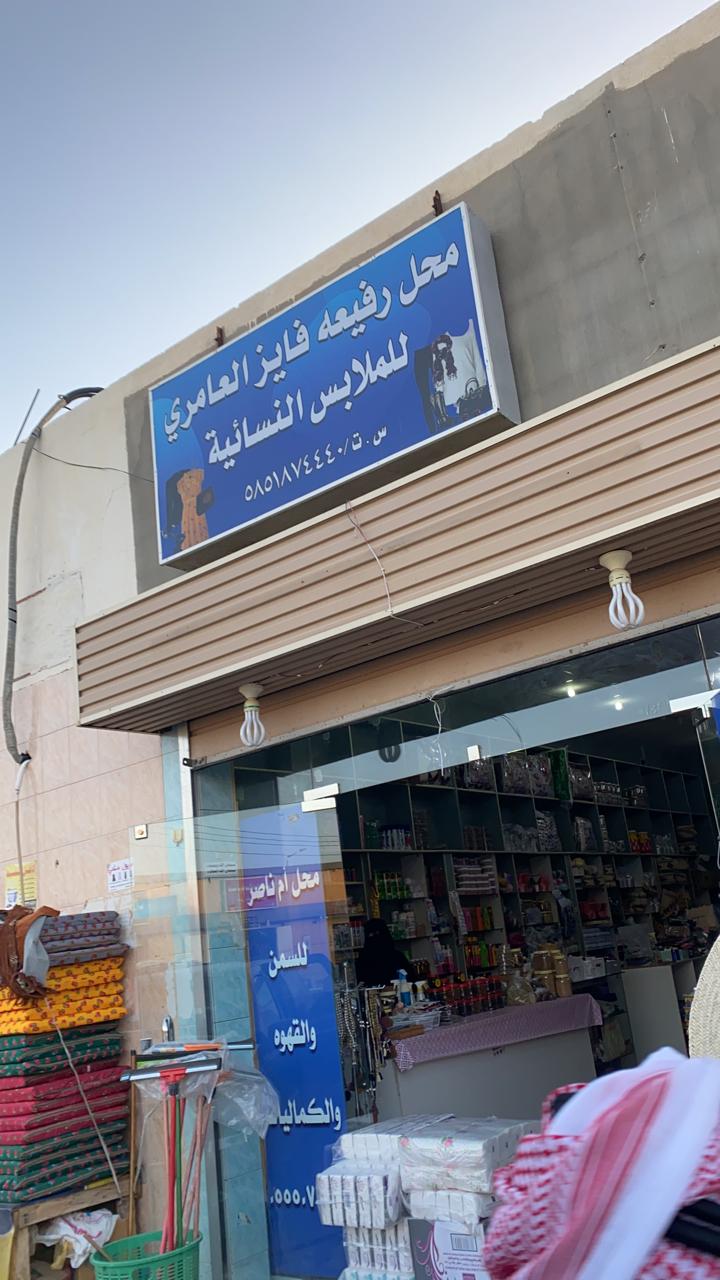 محل رفيعه فايز العامري
للملابس النسائية
س . ت /٥٨٥١٨٧٤٤٤٠
محل أم ناصر
للسمن
والقهوه
والكماليات